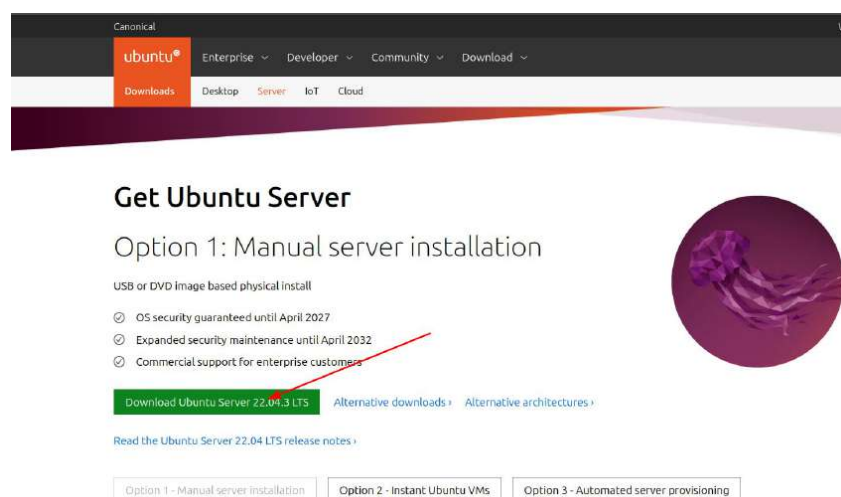 Canonical
ubuntu® Enterprise Developer Community Download
Downloads Desktop Server IoT Cloud
Get Ubuntu Server
Option 1: Manual server installation
USB or DVD image based physical install
OS security guaranteed until April 2027
Expanded security maintenance until April 2032
Commercial support for enterprise customers
Download Ubuntu Server 22.04.3 LTS Alternative downloads › Alternative architectures ›
Read the Ubuntu Server 22.04 LTS release notes ›
Option 1 - Manual server installation Option 2 - Instant Ubuntu VMs Option 3 - Automated server provisioning